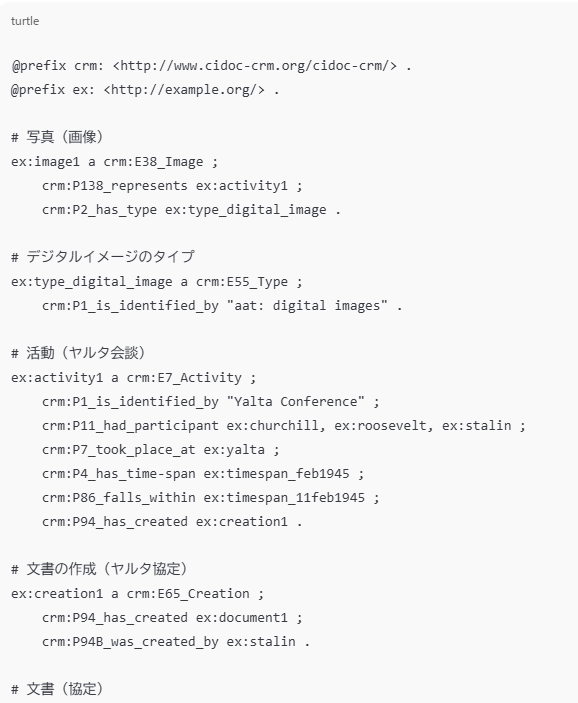 turtle
@prefix crm: <http://www.cidoc-crm.org/cidoc-crm/> .
@prefix ex: <http://example.org/> .
# 写真（画像）
ex:image1 a crm:E38_Image ;
crm:P138_represents ex:activity1 ;
crm:P2_has_type ex:type_digital_image .
# デジタルイメージのタイプ
ex:type_digital_image a crm:E55_Type ;
crm:P1_is_identified_by "aat: digital images" .
# 活動（ヤルタ会談）
ex:activity1 a crm:E7_Activity ;
crm:P1_is_identified_by "Yalta Conference" ;
crm:P11_had_participant ex:churchill, ex:roosevelt, ex:stalin ;
crm:P7_took_place_at ex:yalta ;
crm:P4_has_time-span ex:timespan_feb1945 ;
crm:P86_falls_within ex:timespan_11feb1945 ;
crm:P94_has_created ex:creation1 .
# 文書の作成（ヤルタ協定）
ex:creation1 a crm:E65_Creation ;
crm:P94_has_created ex:document1 ;
crm:P94B_was_created_by ex:stalin .
# 文書（協定）